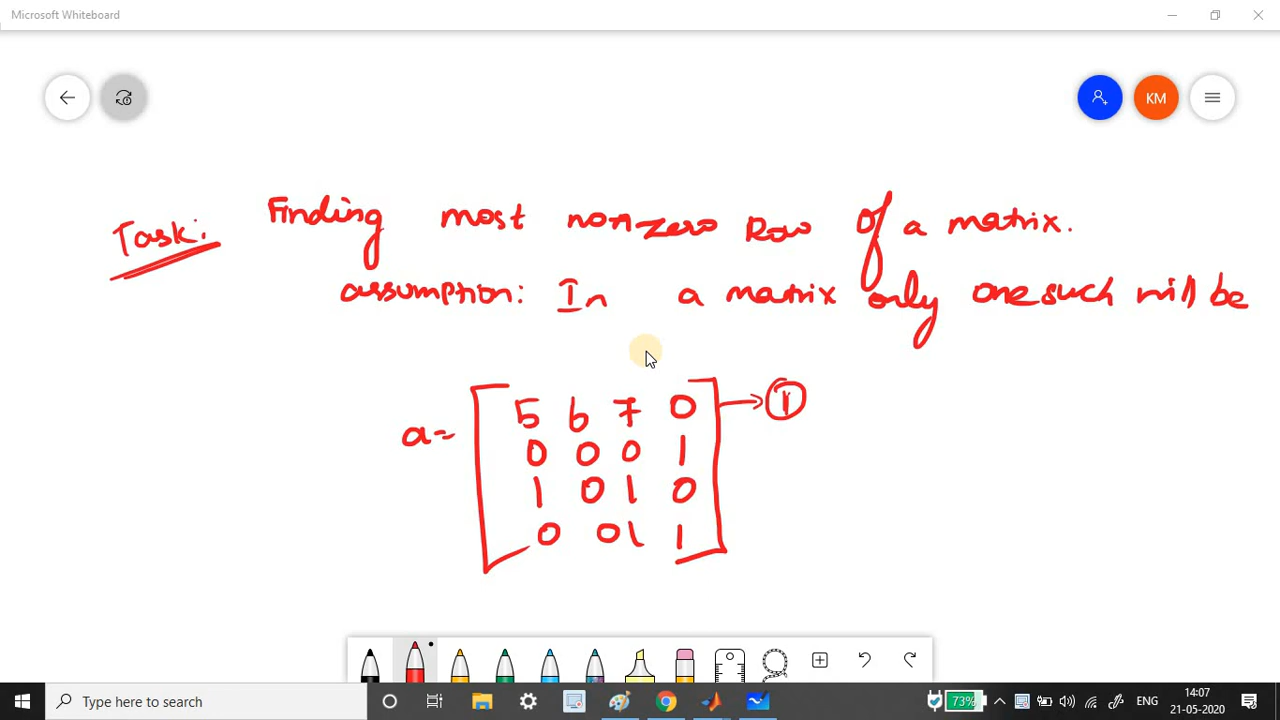 Microsoft Whiteboard
KM
Task:
Finding most nonzero Row of a matrix.
assumption: In a matrix only one such will be
a=
5 6 7 0
1
0 0 0 1
1 0 1 0
0 0 1 1
Type here to search
73%
ENG
14:07
21-05-2020